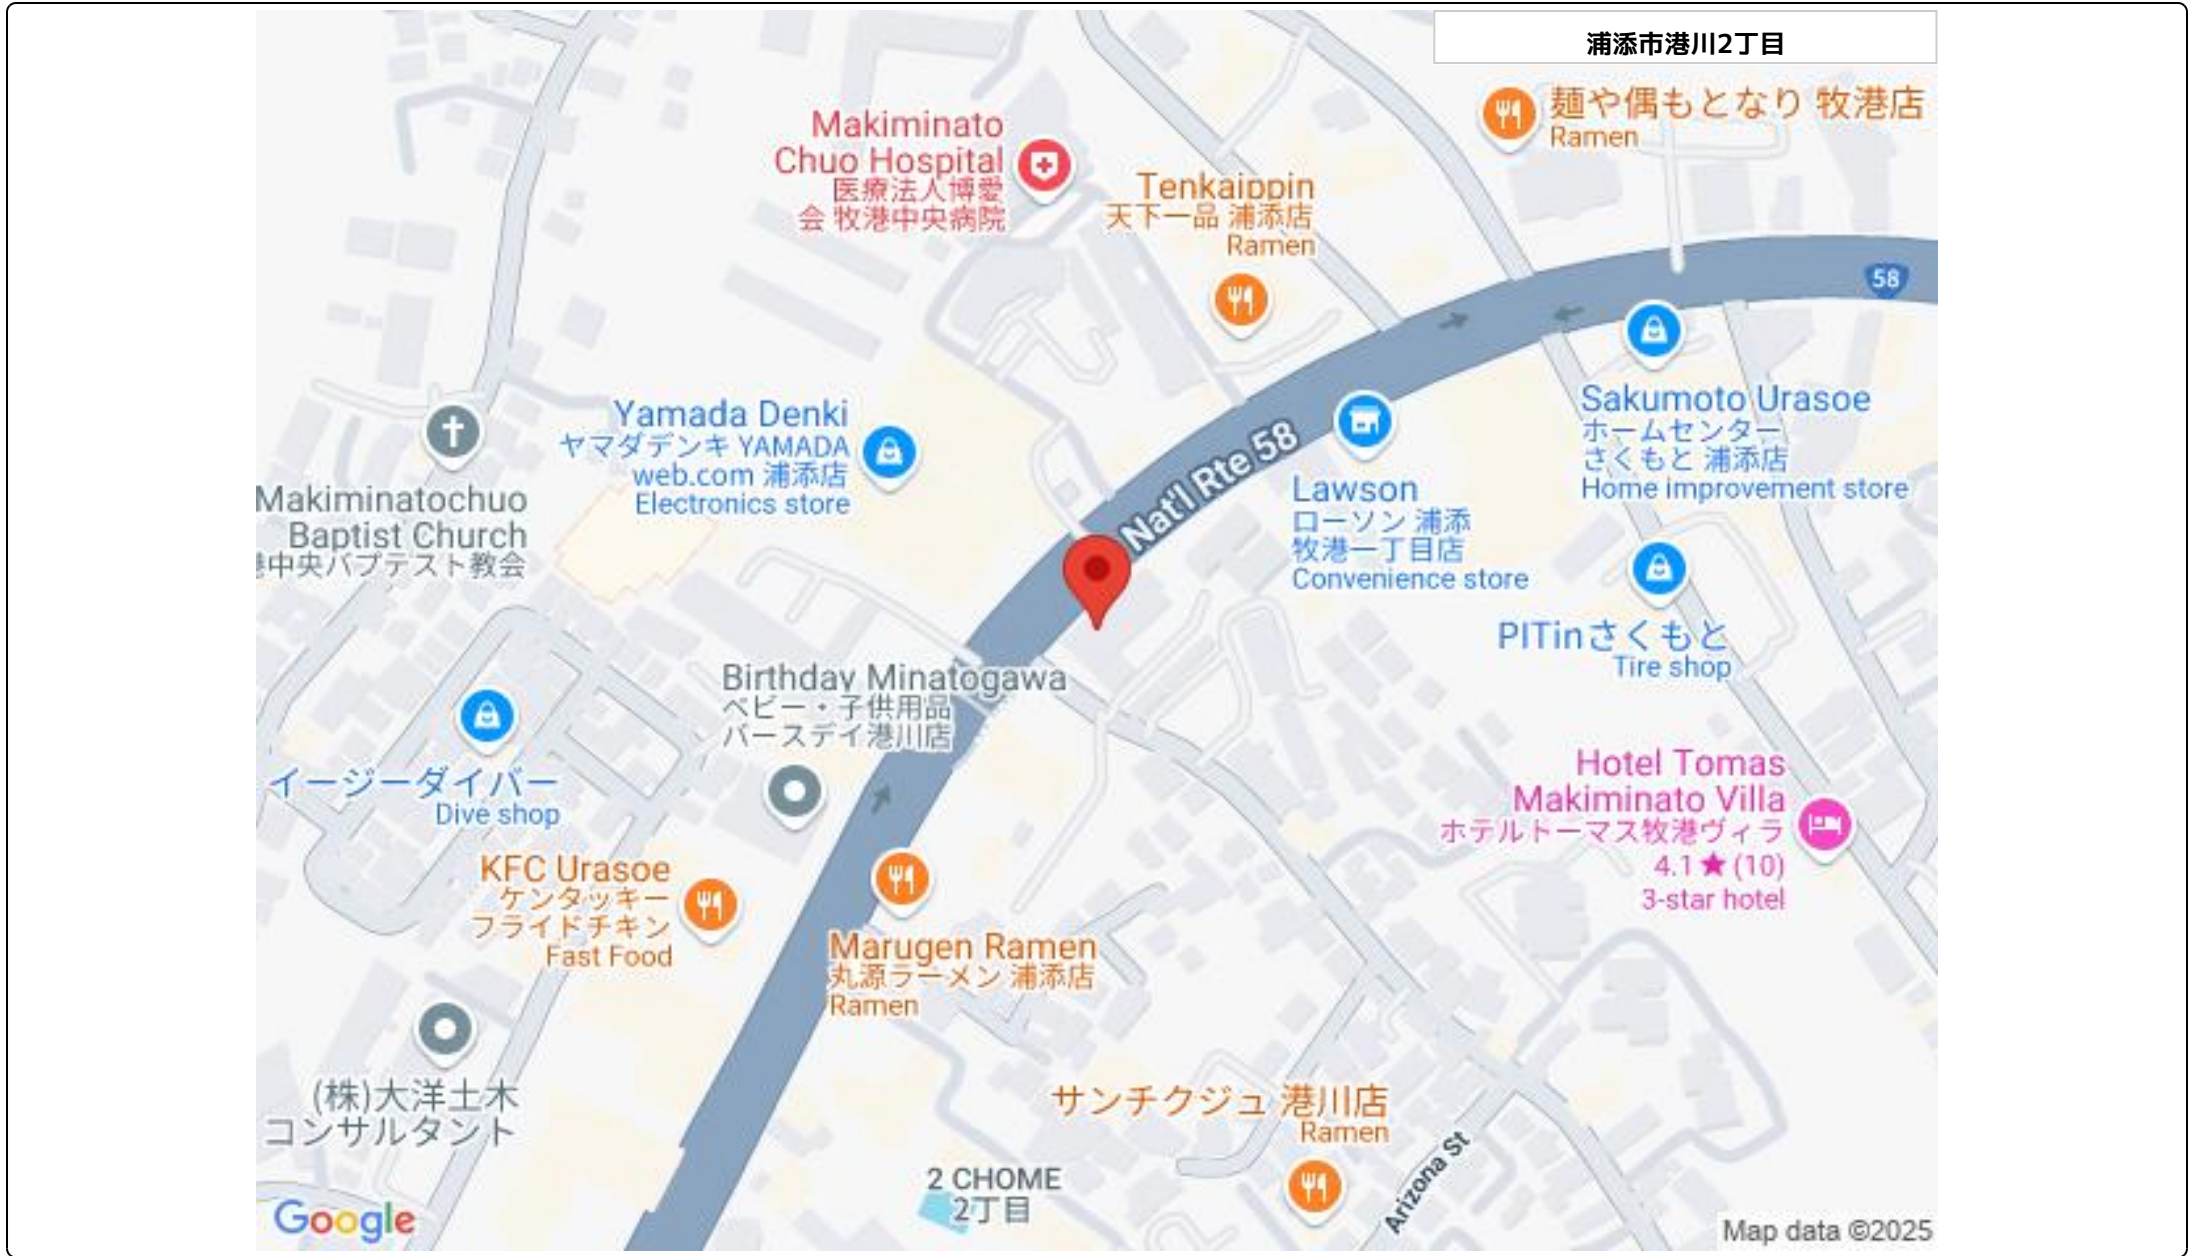 浦添市港川2丁目
麺や偶もとなり 牧港店
Ramen
Makiminato
Chuo Hospital
医療法人博愛
会 牧港中央病院
Tenkaippin
天下一品 浦添店
Ramen
58
Sakumoto Urasoe
ホームセンター
さくもと 浦添店
Home improvement store
Yamada Denki
ヤマダデンキ YAMADA
web.com 浦添店
Electronics store
Nat'l Rte 58
Lawson
ローソン 浦添
牧港一丁目店
Convenience store
Makiminatochuo
Baptist Church
中央バプテスト教会
PITinさくもと
Tire shop
Birthday Minatogawa
ベビー・子供用品
バースデイ港川店
イージーダイバー
Dive shop
Hotel Tomas
Makiminato Villa
ホテルトーマス牧港ヴィラ
4.1★(10)
3-star hotel
KFC Urasoe
ケンタッキー
フライドチキン
Fast Food
Marugen Ramen
丸源ラーメン 浦添店
Ramen
(株)大洋土木
コンサルタント
サンチクジュ 港川店
Ramen
Arizona St
2 CHOME
2丁目
Google
Map data ©2025